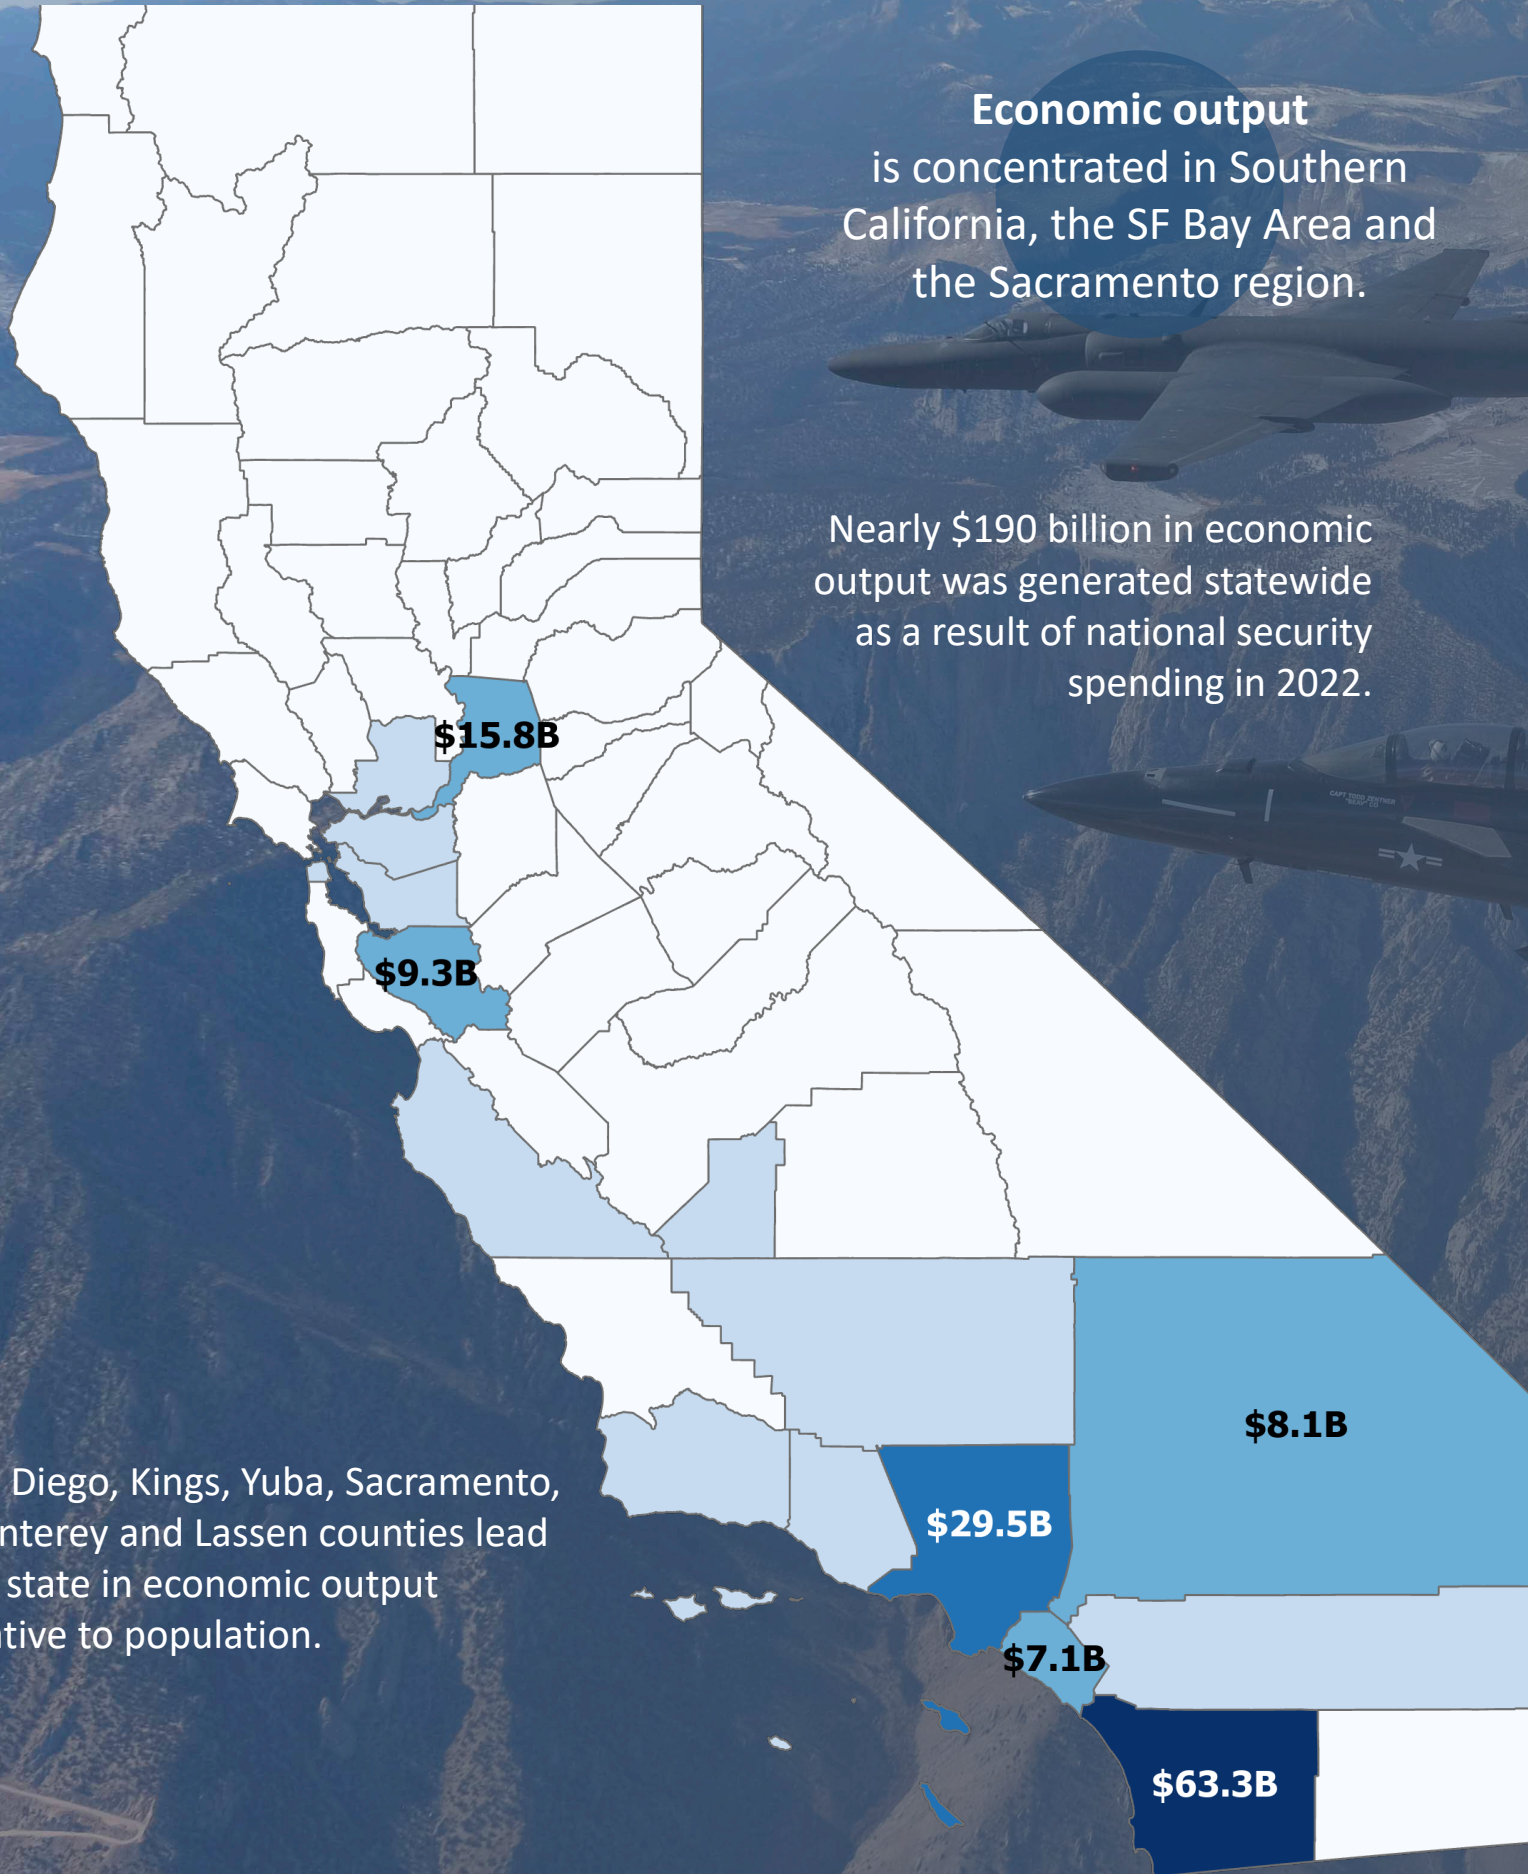 Economic output
is concentrated in Southern
California, the SF Bay Area and
the Sacramento region.
Nearly $190 billion in economic
output was generated statewide
as a result of national security
spending in 2022.
$15.8B
CAPT TODD
$9.3B
$8.1B
Diego, Kings, Yuba, Sacramento,
nterey and Lassen counties lead
state in economic output
tive to population.
$29.5B
$7.1B
$63.3B